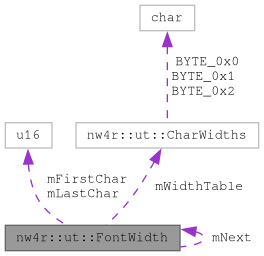 char
BYTE_0x0
BYTE_0x1
BYTE_0x2
u16
nw4r::ut::CharWidths
mFirstChar
mLastChar
mWidthTable
nw4r::ut::FontWidth
mNext